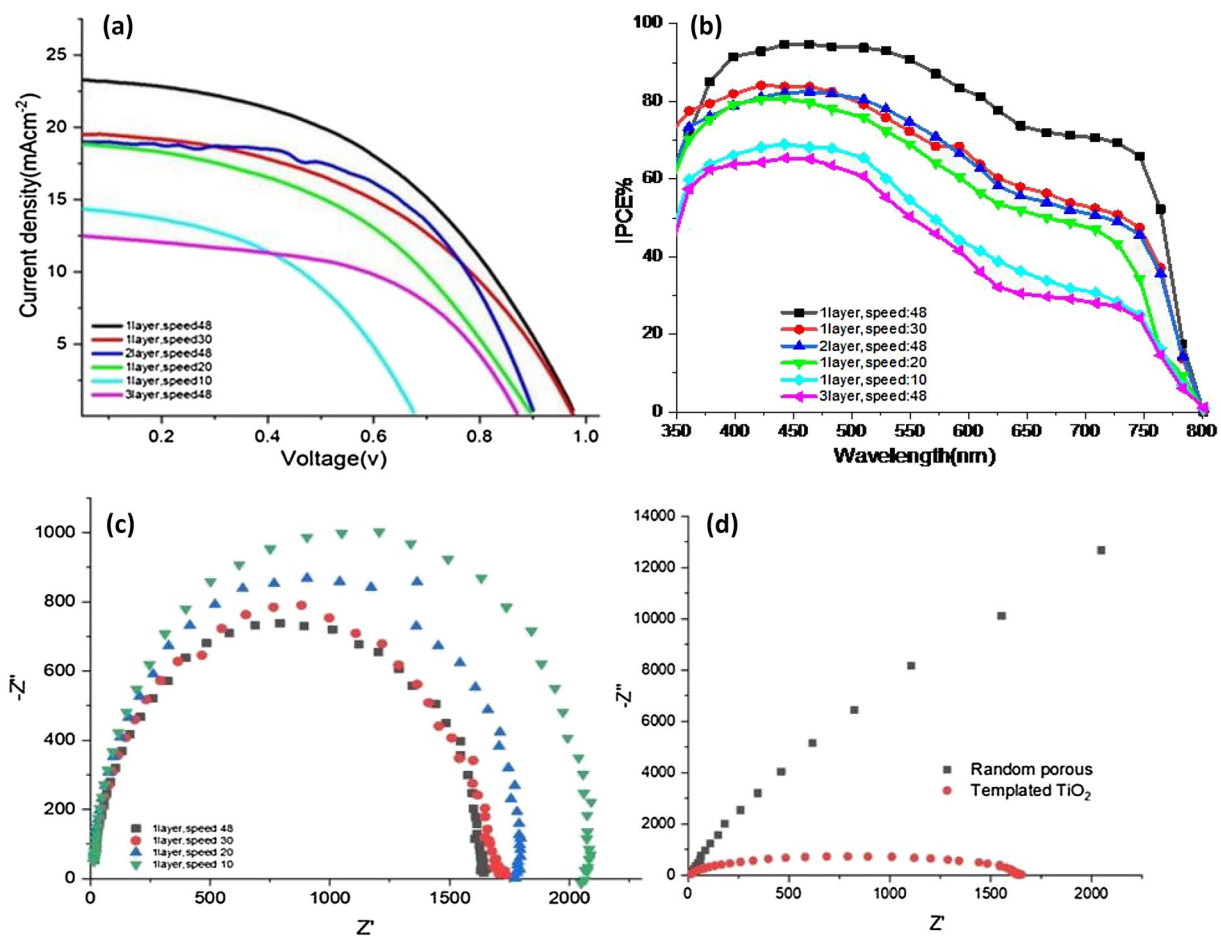 (a)
Current density(mAcm-2)
25
20
15
10
5
1layer,speed48
1layer,speed30
2layer,speed48
1layer,speed20
1layer,speed10
3layer,speed48
0.2
0.4
0.6
0.8
1.0
Voltage(v)
(b)
IPCE%
100
80
60
40
20
0
1layer,speed:48
1layer,speed:30
2layer,speed:48
1layer,speed:20
1layer,speed:10
3layer,speed:48
350
400
450
500
550
600
650
700
750
800
Wavelength(nm)
(c)
-Z"
1000
800
600
400
200
0
1layer,speed 48
1layer,speed 30
1layer,speed 20
1layer,speed 10
0
500
1000
1500
2000
Z'
(d)
-Z"
14000
12000
10000
8000
6000
4000
2000
0
Random porous
Templated TiO2
0
500
1000
1500
2000
Z'